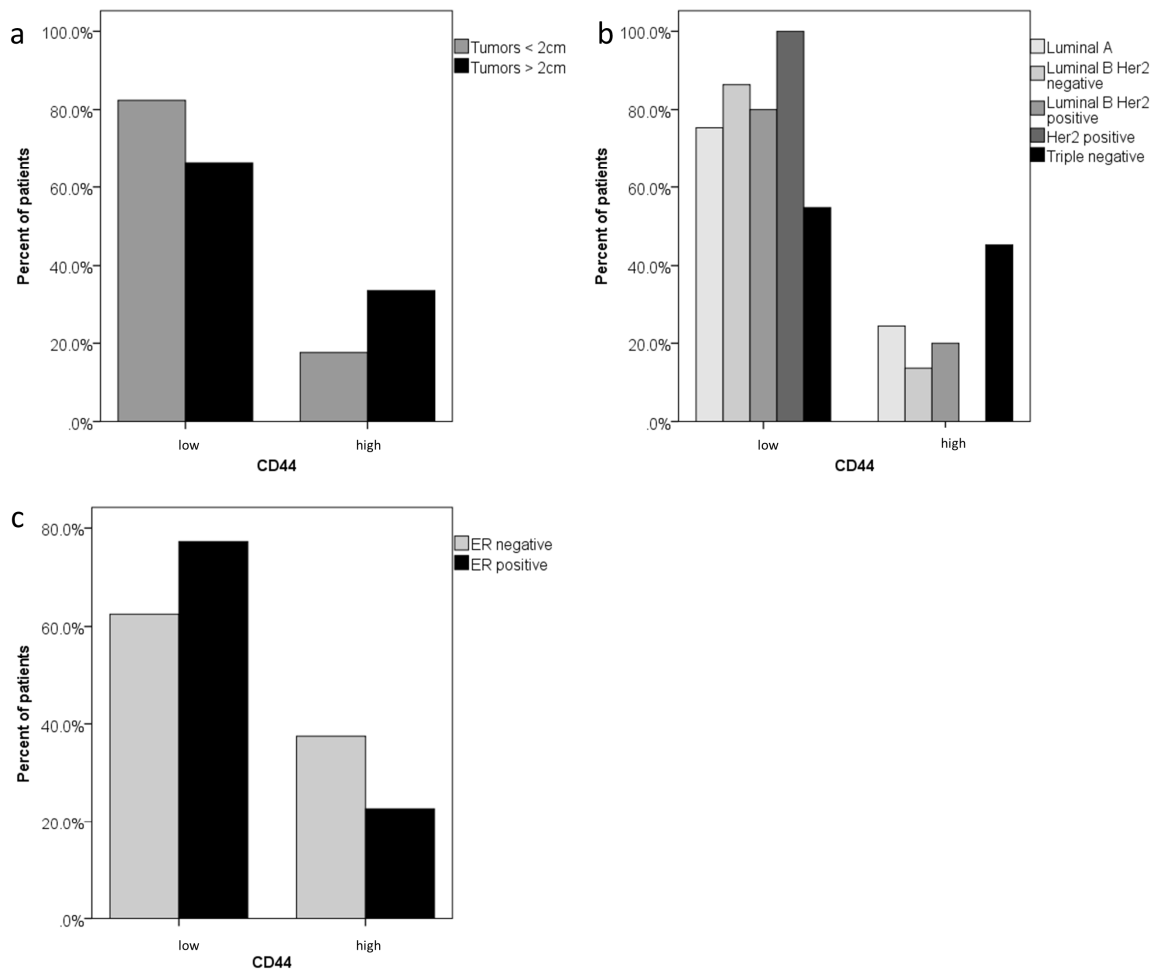 a
100.0%
80.0%
60.0%
40.0%
20.0%
.0%
Percent of patients
low high
CD44
Tumors < 2cm
Tumors > 2cm
b
100.0%
80.0%
60.0%
40.0%
20.0%
.0%
Percent of patients
low high
CD44
Luminal A
Luminal B Her2
negative
Luminal B Her2
positive
Her2 positive
Triple negative
c
80.0%
60.0%
40.0%
20.0%
.0%
Percent of patients
low high
CD44
ER negative
ER positive